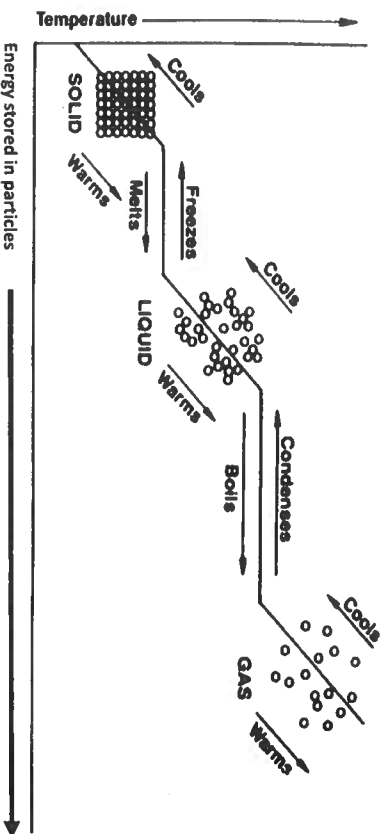 Temperature
Energy stored in particles
SOLID
Cools
Warms
Melts
Freezes
LIQUID
Cools
Warms
Boils
Condenses
GAS
Cools
Warms